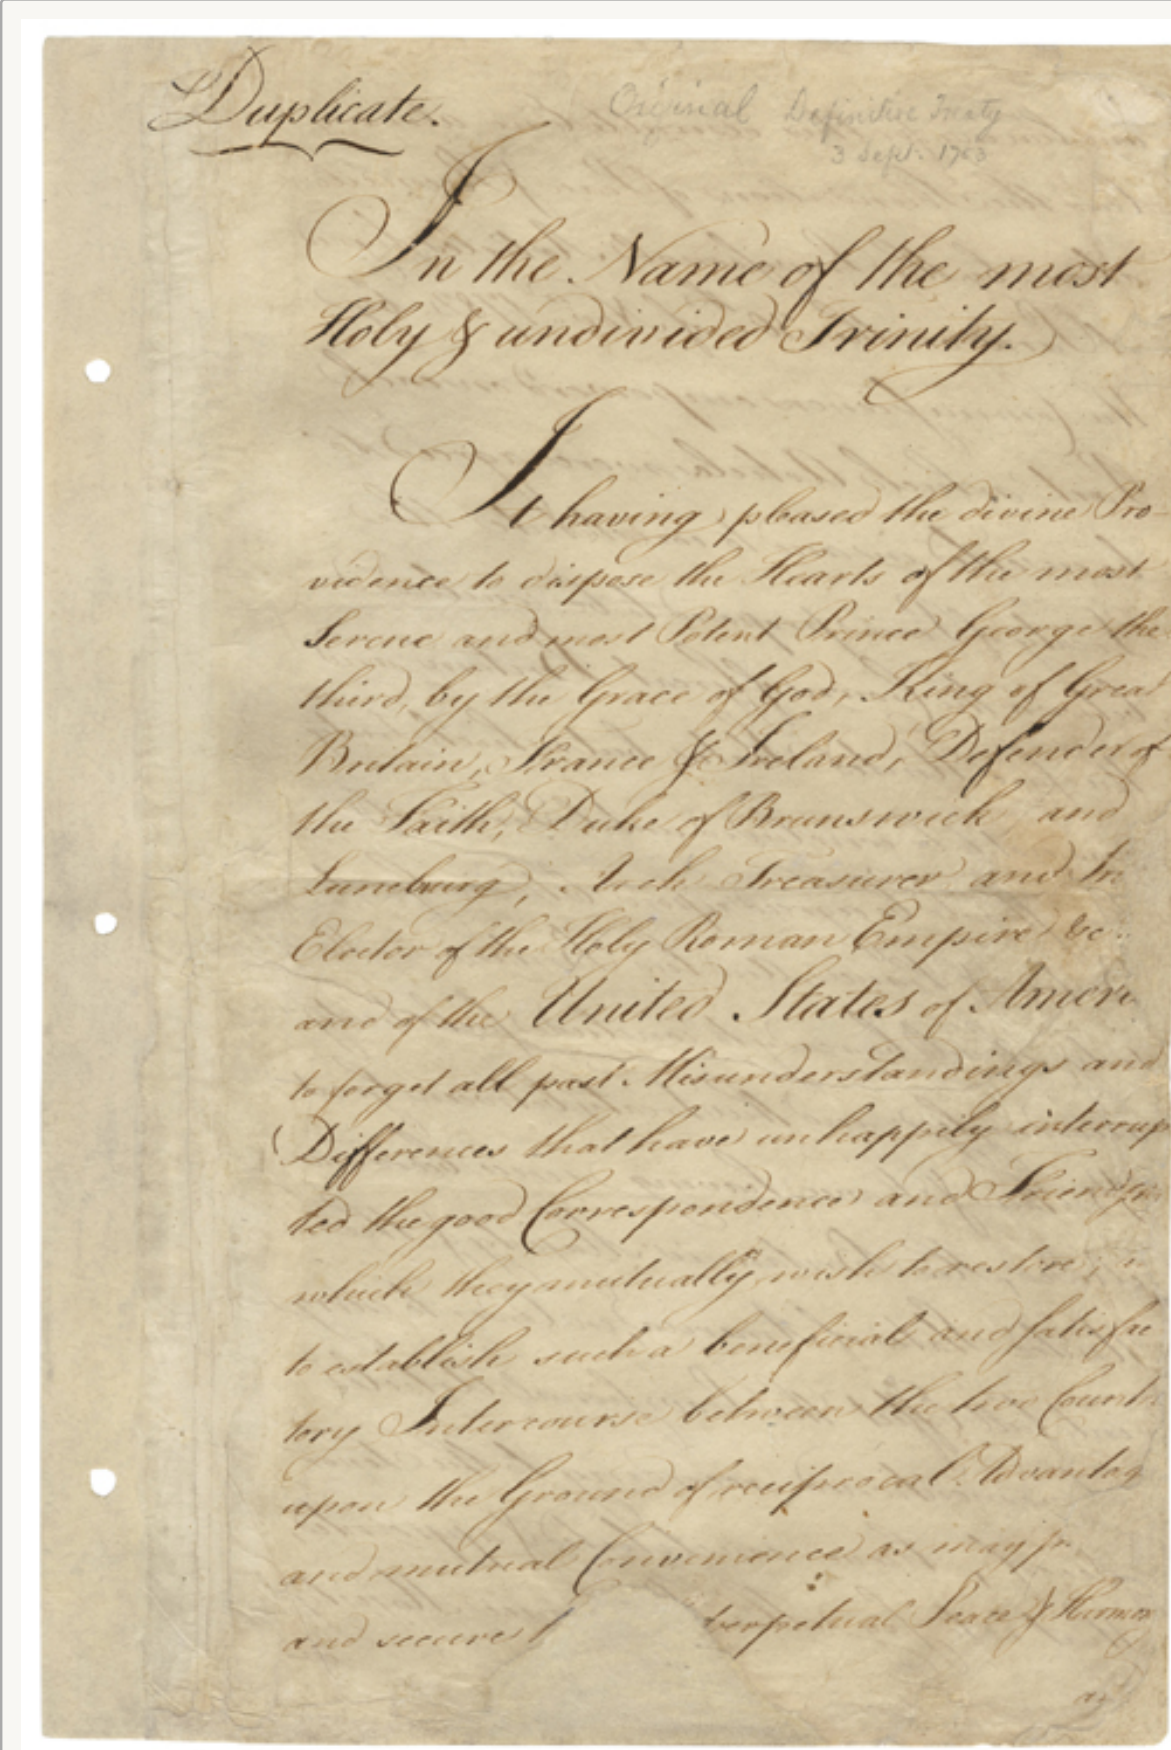 Duplicate.
Original Definitive Treaty
3 Sept. 1783
In the Name of the most
Holy & undivided Trinity.
It having pleased the divine Pro-
vidence to dispose the Hearts of the most
Serene and most Potent Prince George the
third, by the Grace of God, King of Great
Britain, France & Ireland, Defender of
the Faith, Duke of Brunswick and
Luneburg, Arch Treasurer and
Elector of the Holy Roman Empire &c.
and of the United States of Ameri
to forget all past Misunderstandings and
Differences that have unhappily interrup
ted the good Correspondence and Friendship
which they mutually wish to restore;
to establish such a beneficial and satisfac
tory Intercourse between the two Countr
upon the Ground of reciprocal Advantag
and mutual Convenience as may pr
and secure t perpetual Peace & Harmon